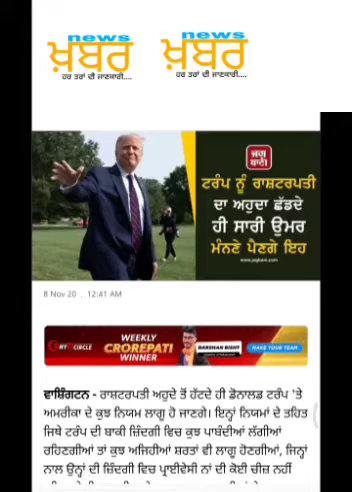 news news
ਖ਼ਬਰ ਖ਼ਬਰ
ਹਰ ਤਰਾਂ ਦੀ ਜਾਣਕਾਰੀ.... ਹਰ ਤਰਾਂ ਦੀ ਜਾਣਕਾਰੀ....
ਜਗ ਬਾਣੀ
ਟਰੰਪ ਨੂੰ ਰਾਸ਼ਟਰਪਤੀ
ਦਾ ਅਹੁਦਾ ਛੱਡਦੇ
ਹੀ ਸਾਰੀ ਉਮਰ
ਮੰਨਣੇ ਪੈਣਗੇ ਇਹ
www.jagbani.com
8 Nov 20 . 12:41 AM
MY11CIRCLE
WEEKLY
CROREPATI
WINNER
DARSHAN BISHT
MAKE YOUR TEAM
ਵਾਸ਼ਿੰਗਟਨ - ਰਾਸ਼ਟਰਪਤੀ ਅਹੁਦੇ ਤੋਂ ਹੱਟਦੇ ਹੀ ਡੋਨਾਲਡ ਟਰੰਪ 'ਤੇ
ਅਮਰੀਕਾ ਦੇ ਕੁਝ ਨਿਯਮ ਲਾਗੂ ਹੋ ਜਾਣਗੇ। ਇਨ੍ਹਾਂ ਨਿਯਮਾਂ ਦੇ ਤਹਿਤ
ਜਿਥੇ ਟਰੰਪ ਦੀ ਬਾਕੀ ਜ਼ਿੰਦਗੀ ਵਿਚ ਕੁਝ ਪਾਬੰਦੀਆਂ ਲੱਗੀਆਂ
ਰਹਿਣਗੀਆਂ ਤਾਂ ਕੁਝ ਅਜਿਹੀਆਂ ਸ਼ਰਤਾਂ ਵੀ ਲਾਗੂ ਹੋਣਗੀਆਂ, ਜਿਨ੍ਹਾਂ
ਨਾਲ ਉਨ੍ਹਾਂ ਦੀ ਜ਼ਿੰਦਗੀ ਵਿਚ ਪ੍ਰਾਈਵੇਸੀ ਨਾਂ ਦੀ ਕੋਈ ਚੀਜ਼ ਨਹੀਂ